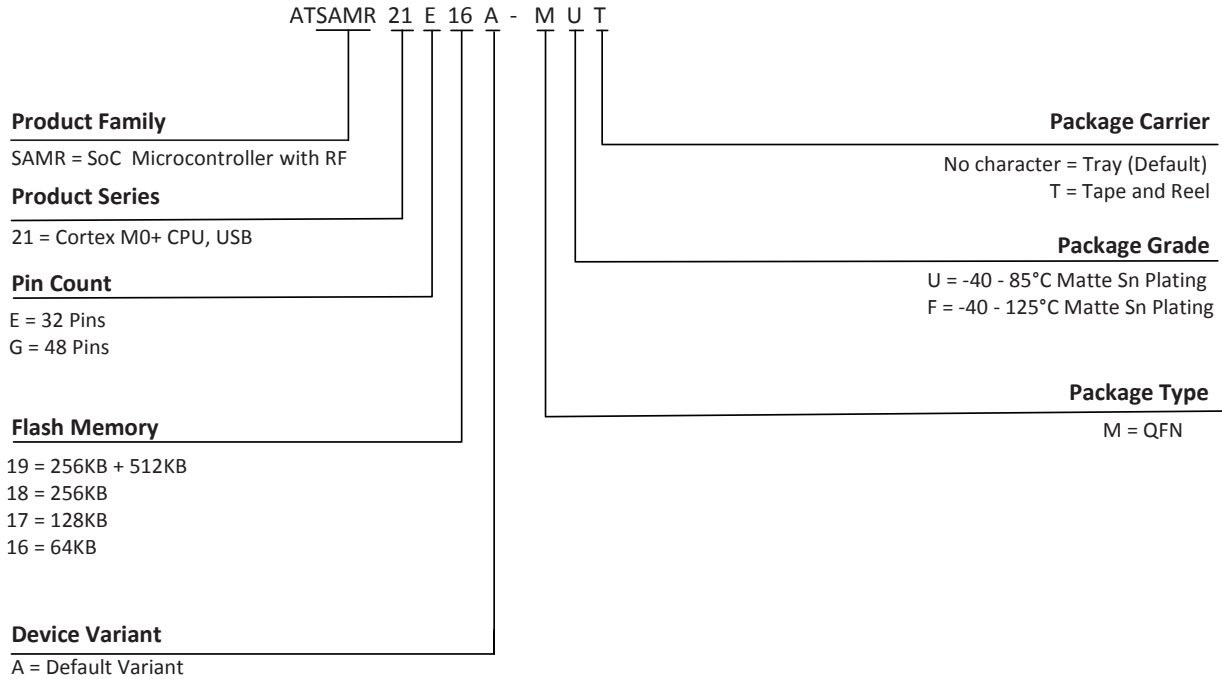 ATSAMR 21 E 16 A - M U T
Product Family
SAMR = SoC Microcontroller with RF
Product Series
21 = Cortex M0+ CPU, USB
Pin Count
E = 32 Pins
G = 48 Pins
Flash Memory
19 = 256KB + 512KB
18 = 256KB
17 = 128KB
16 = 64KB
Device Variant
A = Default Variant
Package Carrier
No character = Tray (Default)
T = Tape and Reel
Package Grade
U = -40 - 85°C Matte Sn Plating
F = -40 - 125°C Matte Sn Plating
Package Type
M = QFN